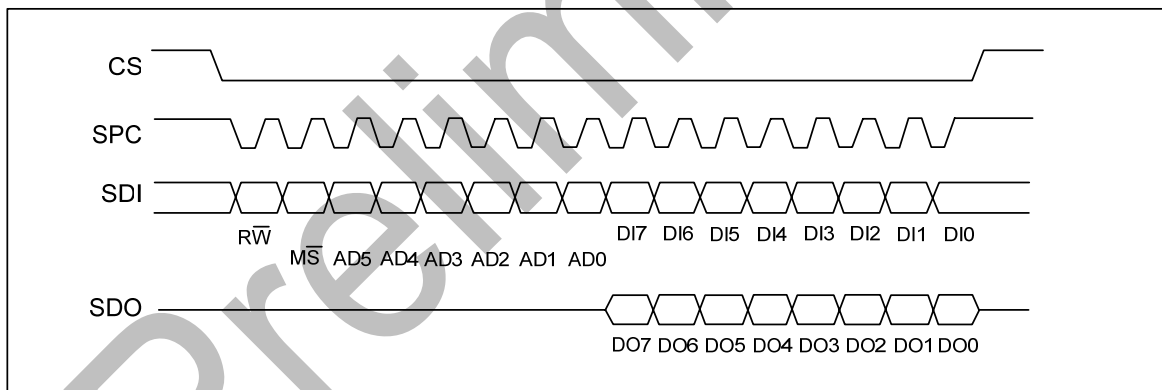 CS
SPC
SDI
RW̅
DI7 DI6 DI5 DI4 DI3 DI2 DI1 DI0
MS̅ AD5 AD4 AD3 AD2 AD1 AD0
SDO
DO7 DO6 DO5 DO4 DO3 DO2 DO1 DO0
Prelim